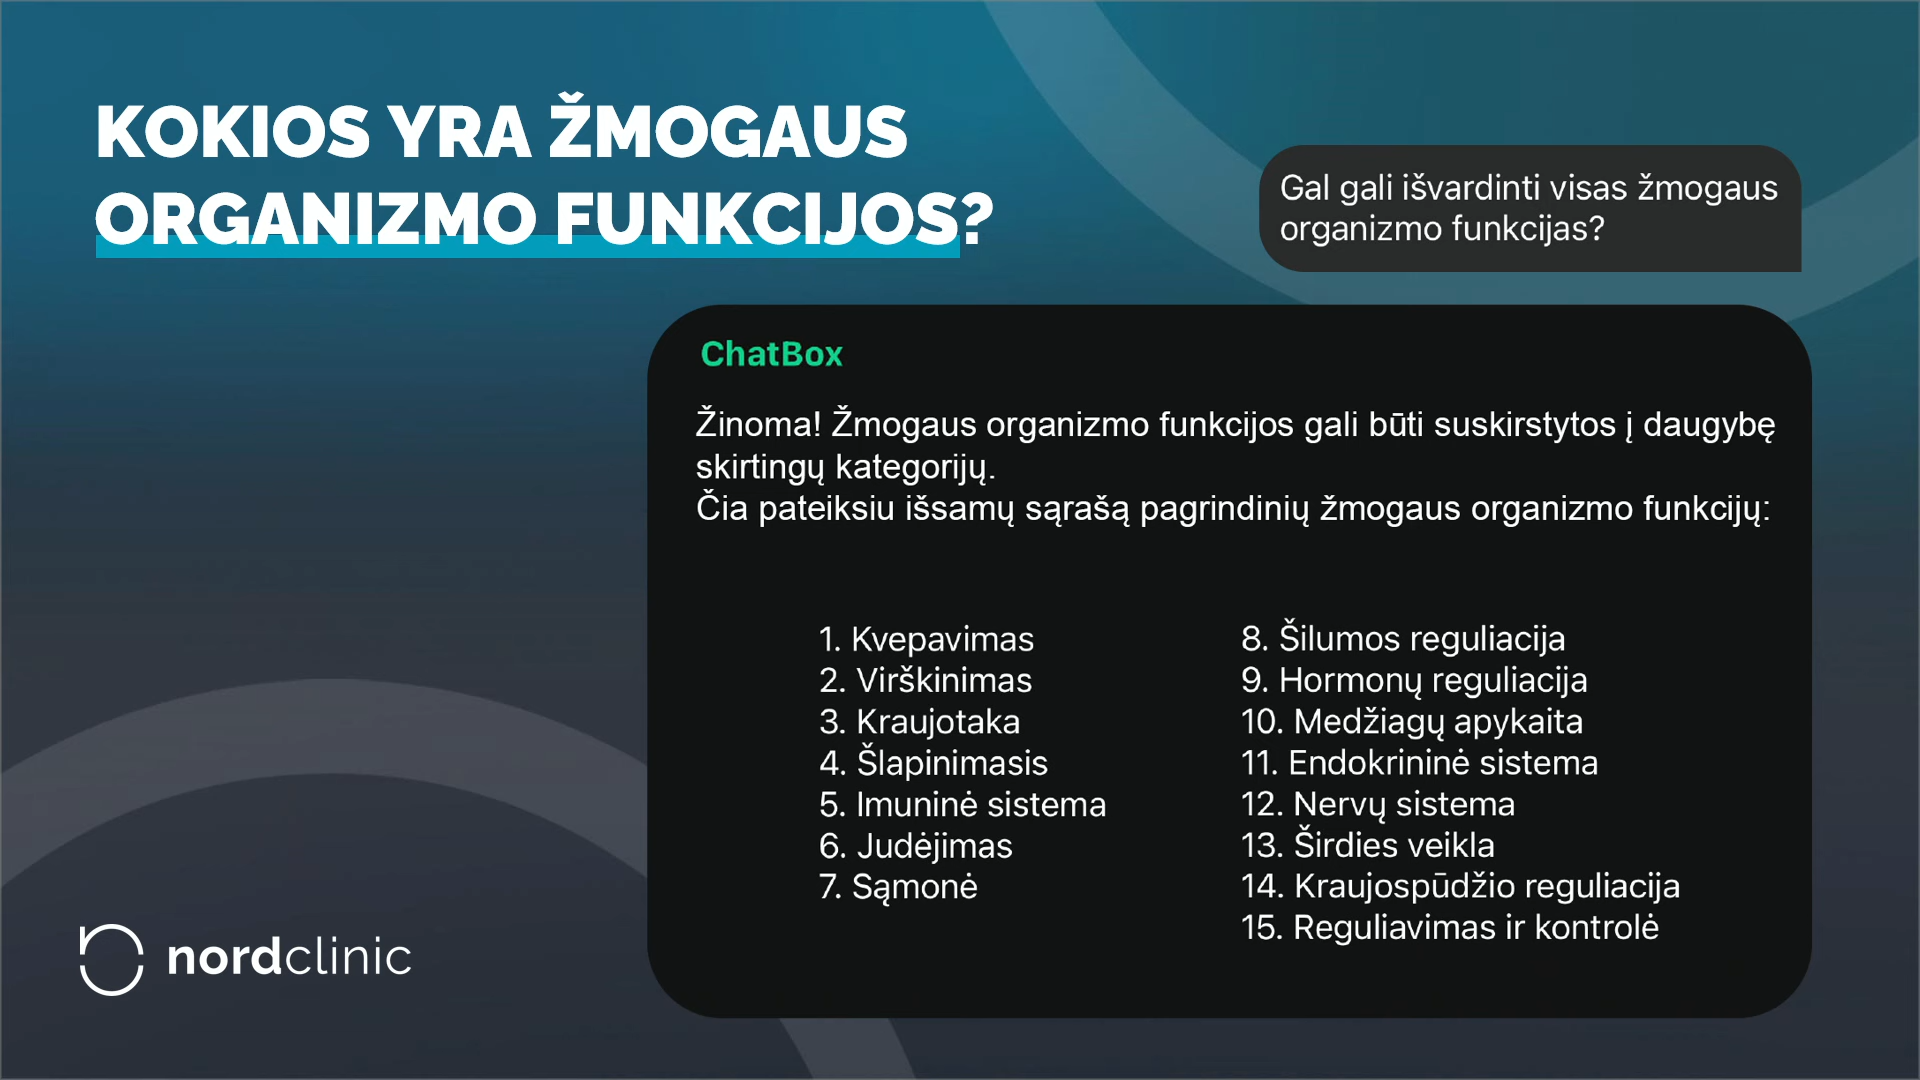 KOKIOS YRA ŽMOGAUS
ORGANIZMO FUNKCIJOS?
Gal gali išvardinti visas žmogaus
organizmo funkcijas?
ChatBox
Žinoma! Žmogaus organizmo funkcijos gali būti suskirstytos į daugybę
skirtingų kategorijų.
Čia pateiksiu išsamų sąrašą pagrindinių žmogaus organizmo funkcijų:
1. Kvepavimas
2. Virškinimas
3. Kraujotaka
4. Šlapinimasis
5. Imuninė sistema
6. Judėjimas
7. Sąmonė
8. Šilumos reguliacija
9. Hormonų reguliacija
10. Medžiagų apykaita
11. Endokrininė sistema
12. Nervų sistema
13. Širdies veikla
14. Kraujospūdžio reguliacija
15. Reguliavimas ir kontrolė
nordclinic